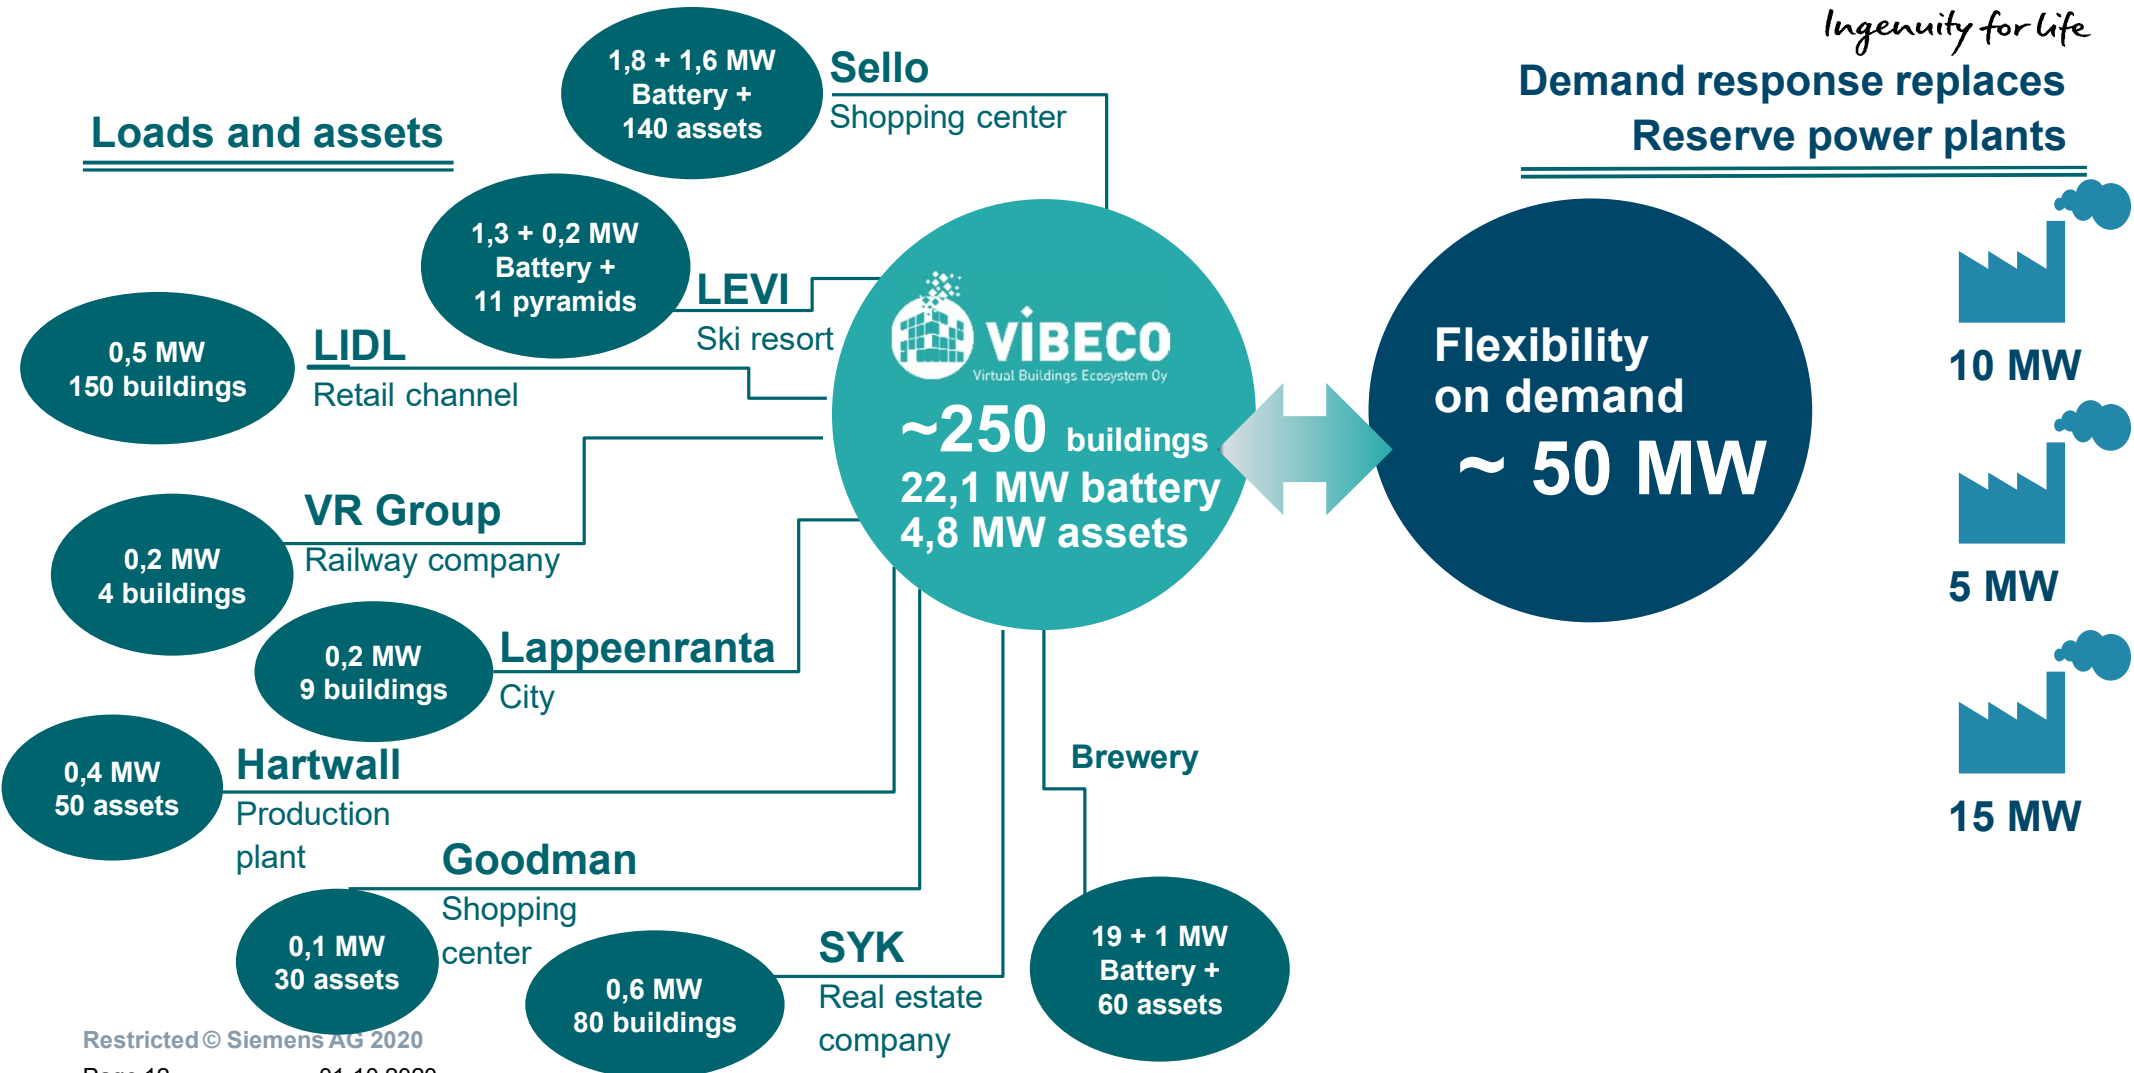 Ingenuity for life
Demand response replaces
Reserve power plants
Loads and assets
1,8 + 1,6 MW
Battery +
140 assets
Sello
Shopping center
1,3 + 0,2 MW
Battery +
11 pyramids
LEVI
Ski resort
0,5 MW
150 buildings
LIDL
Retail channel
0,2 MW
4 buildings
VR Group
Railway company
0,2 MW
9 buildings
Lappeenranta
City
0,4 MW
50 assets
Hartwall
Production
plant
0,1 MW
30 assets
Goodman
Shopping
center
0,6 MW
80 buildings
SYK
Real estate
company
Brewery
19 + 1 MW
Battery +
60 assets
VIBECO
Virtual Buildings Ecosystem Oy
~250 buildings
22,1 MW battery
4,8 MW assets
Flexibility
on demand
~ 50 MW
10 MW
5 MW
15 MW
Restricted © Siemens AG 2020
Page 12 01.10.2020